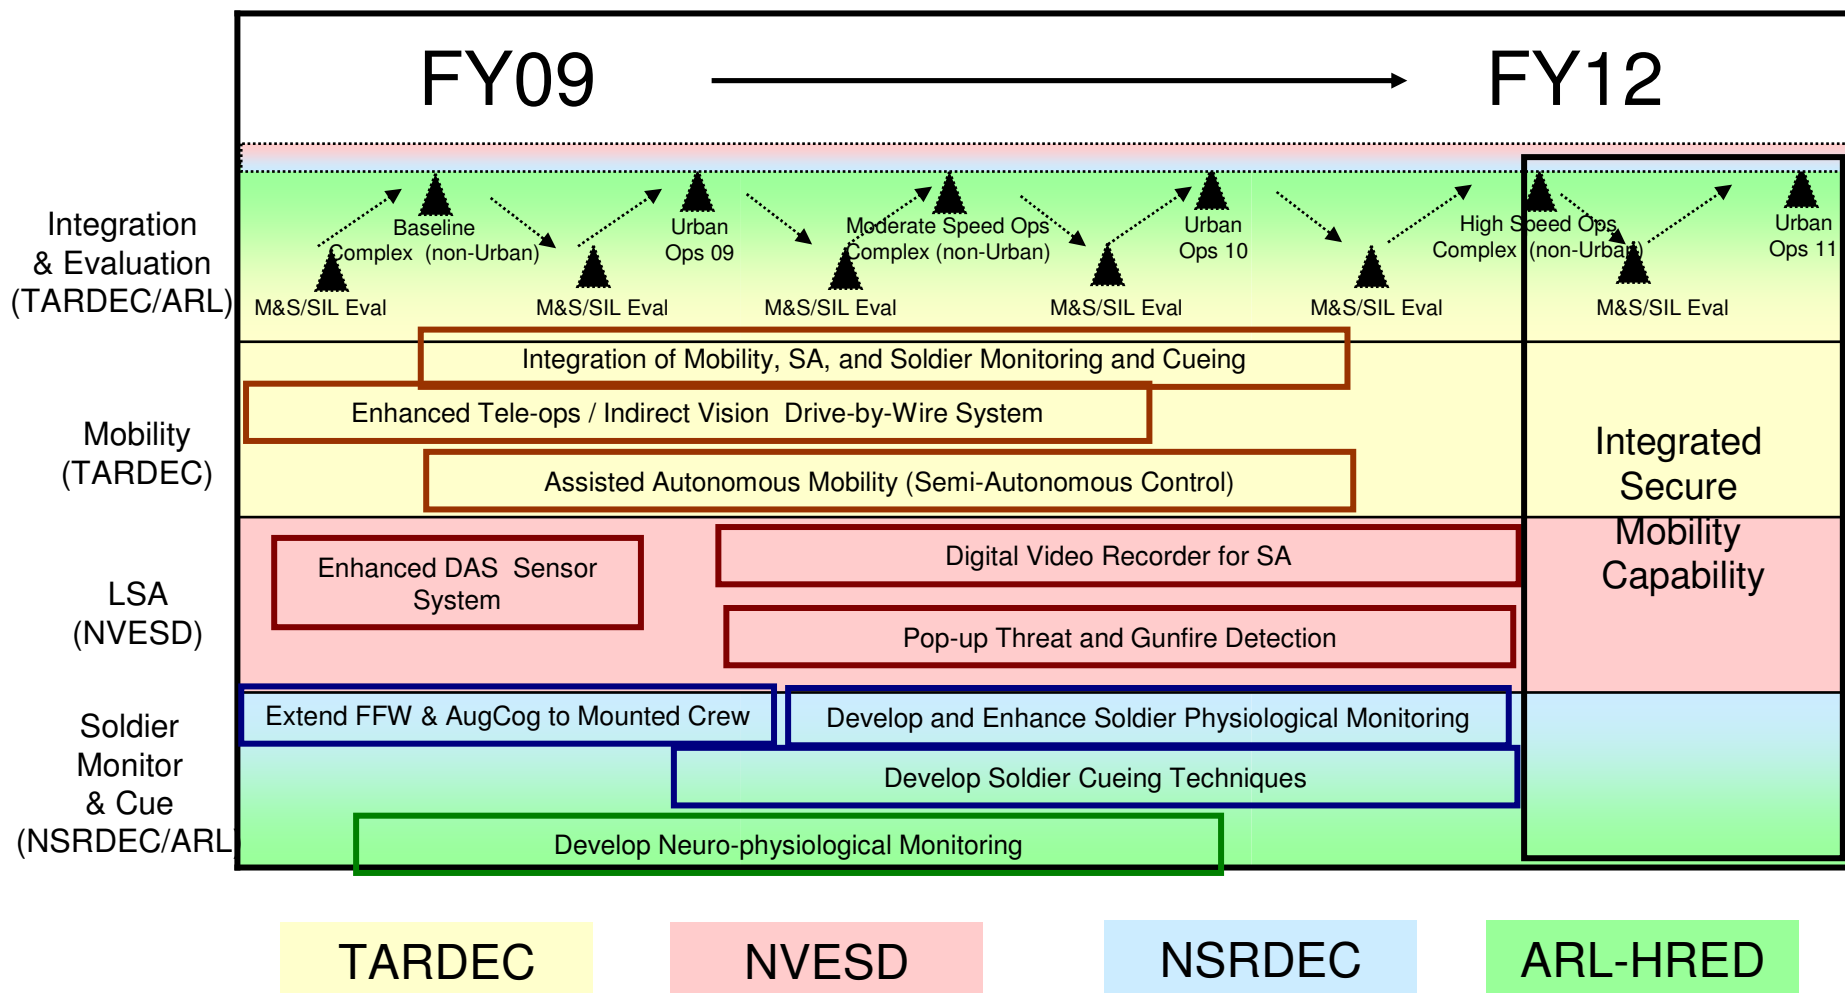 FY09
FY12
Integration
& Evaluation
(TARDEC/ARL)
Baseline
Complex (non-Urban)
Urban
Ops 09
Moderate Speed Ops
Complex (non-Urban)
Urban
Ops 10
High Speed Ops
Complex (non-Urban)
Urban
Ops 11
M&S/SIL Eval
M&S/SIL Eval
M&S/SIL Eval
M&S/SIL Eval
M&S/SIL Eval
M&S/SIL Eval
Mobility
(TARDEC)
Integration of Mobility, SA, and Soldier Monitoring and Cueing
Enhanced Tele-ops / Indirect Vision Drive-by-Wire System
Assisted Autonomous Mobility (Semi-Autonomous Control)
Integrated
Secure
Mobility
Capability
LSA
(NVESD)
Enhanced DAS Sensor
System
Digital Video Recorder for SA
Pop-up Threat and Gunfire Detection
Soldier
Monitor
& Cue
(NSRDEC/ARL)
Extend FFW & AugCog to Mounted Crew
Develop and Enhance Soldier Physiological Monitoring
Develop Soldier Cueing Techniques
Develop Neuro-physiological Monitoring
TARDEC
NVESD
NSRDEC
ARL-HRED